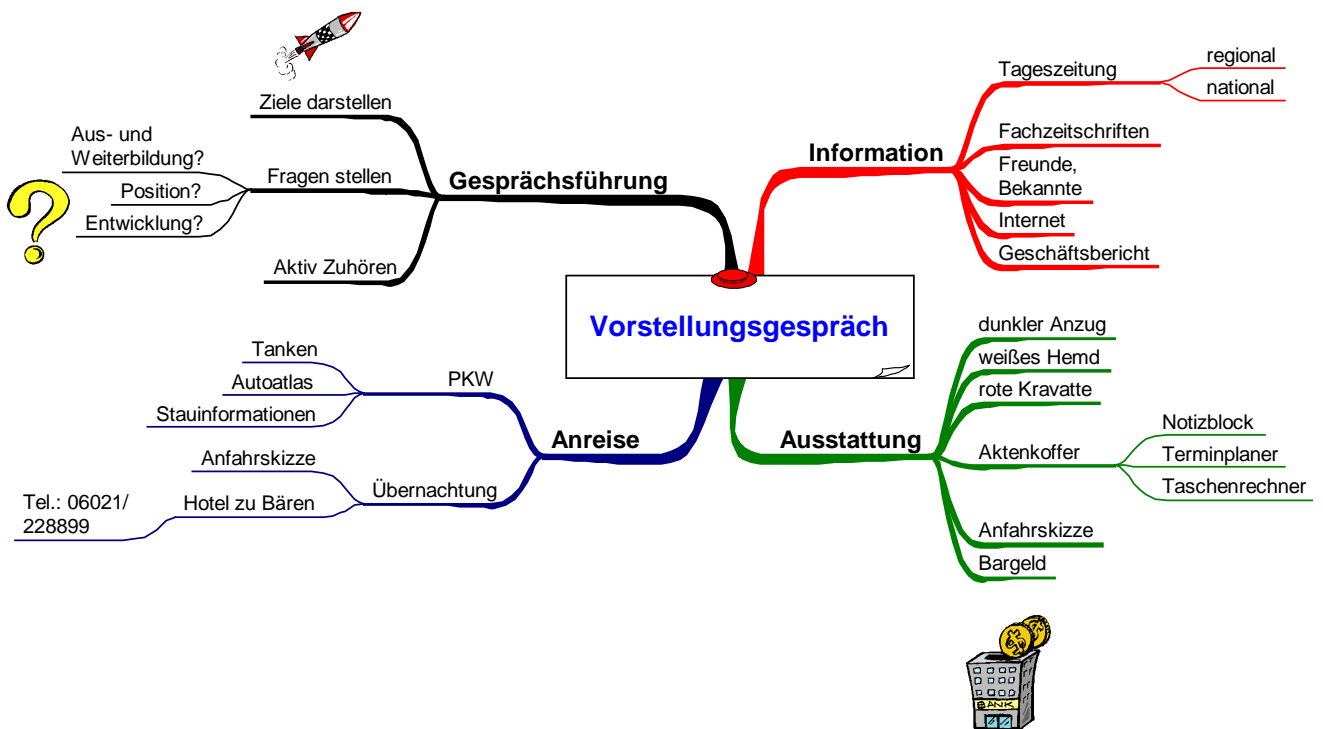 Vorstellungsgespräch
Gesprächsführung
Ziele darstellen
Fragen stellen
Aus- und
Weiterbildung?
Position?
Entwicklung?
Aktiv Zuhören
Information
Tageszeitung
regional
national
Fachzeitschriften
Freunde,
Bekannte
Internet
Geschäftsbericht
Anreise
PKW
Tanken
Autoatlas
Stauinformationen
Übernachtung
Anfahrskizze
Hotel zu Bären
Tel.: 06021/
228899
Ausstattung
dunkler Anzug
weißes Hemd
rote Kravatte
Aktenkoffer
Notizblock
Terminplaner
Taschenrechner
Anfahrskizze
Bargeld
BANK